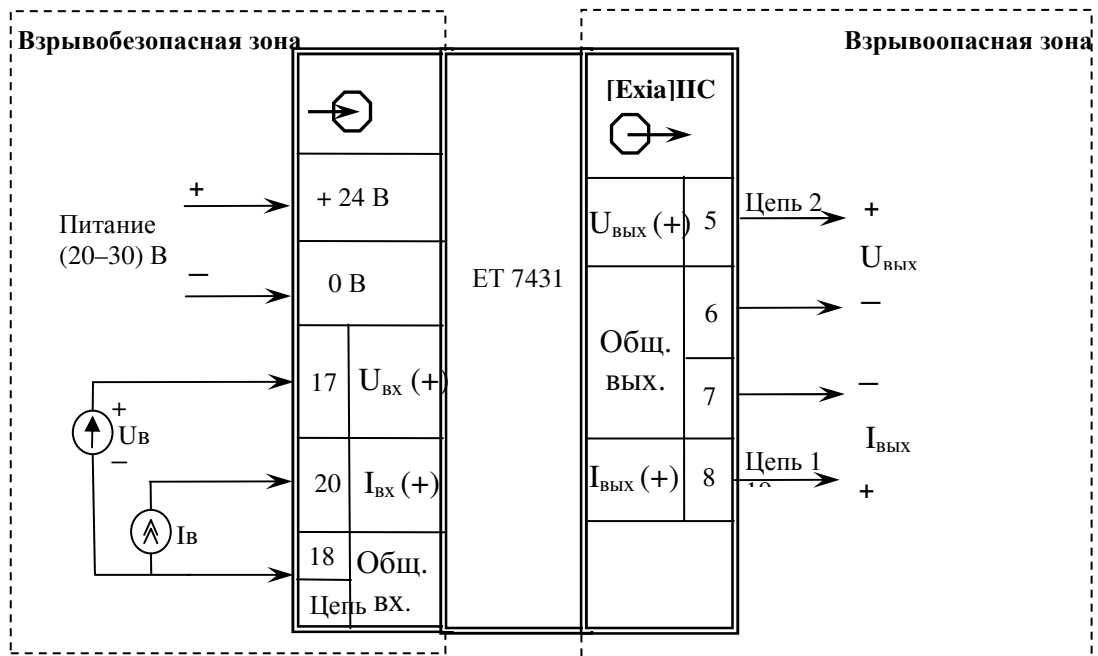 Взрывобезопасная зона
Взрывоопасная зона
[Exia]IIC
+
+ 24 В
Питание
(20–30) В
–
0 В
ЕТ 7431
Uвых (+)
5
Цепь 2
+
Uвых
6
–
Общ.
вых.
7
–
Iвых
Iвых (+)
8
Цепь 1
+
17
Uвх (+)
+
Uв
–
20
Iвх (+)
Iв
18
Общ.
вх.
Цепь